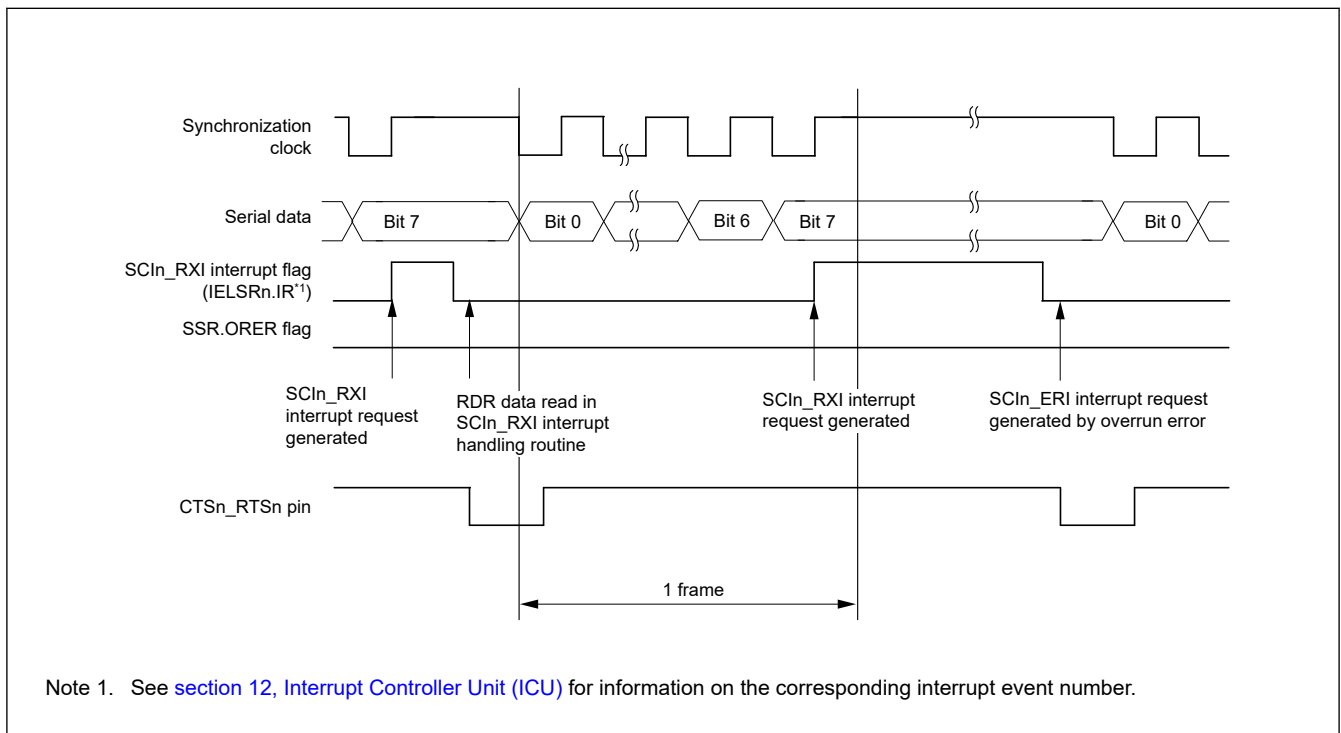 Synchronization
clock
Serial data
Bit 7
Bit 0
Bit 6
Bit 7
Bit 0
SCIn_RXI interrupt flag
(IELSRn.IR*1)
SSR.ORER flag
SCIn_RXI
interrupt request
generated
RDR data read in
SCIn_RXI interrupt
handling routine
SCIn_RXI interrupt
request generated
SCIn_ERI interrupt request
generated by overrun error
CTSn_RTSn pin
1 frame
Note 1. See section 12, Interrupt Controller Unit (ICU) for information on the corresponding interrupt event number.